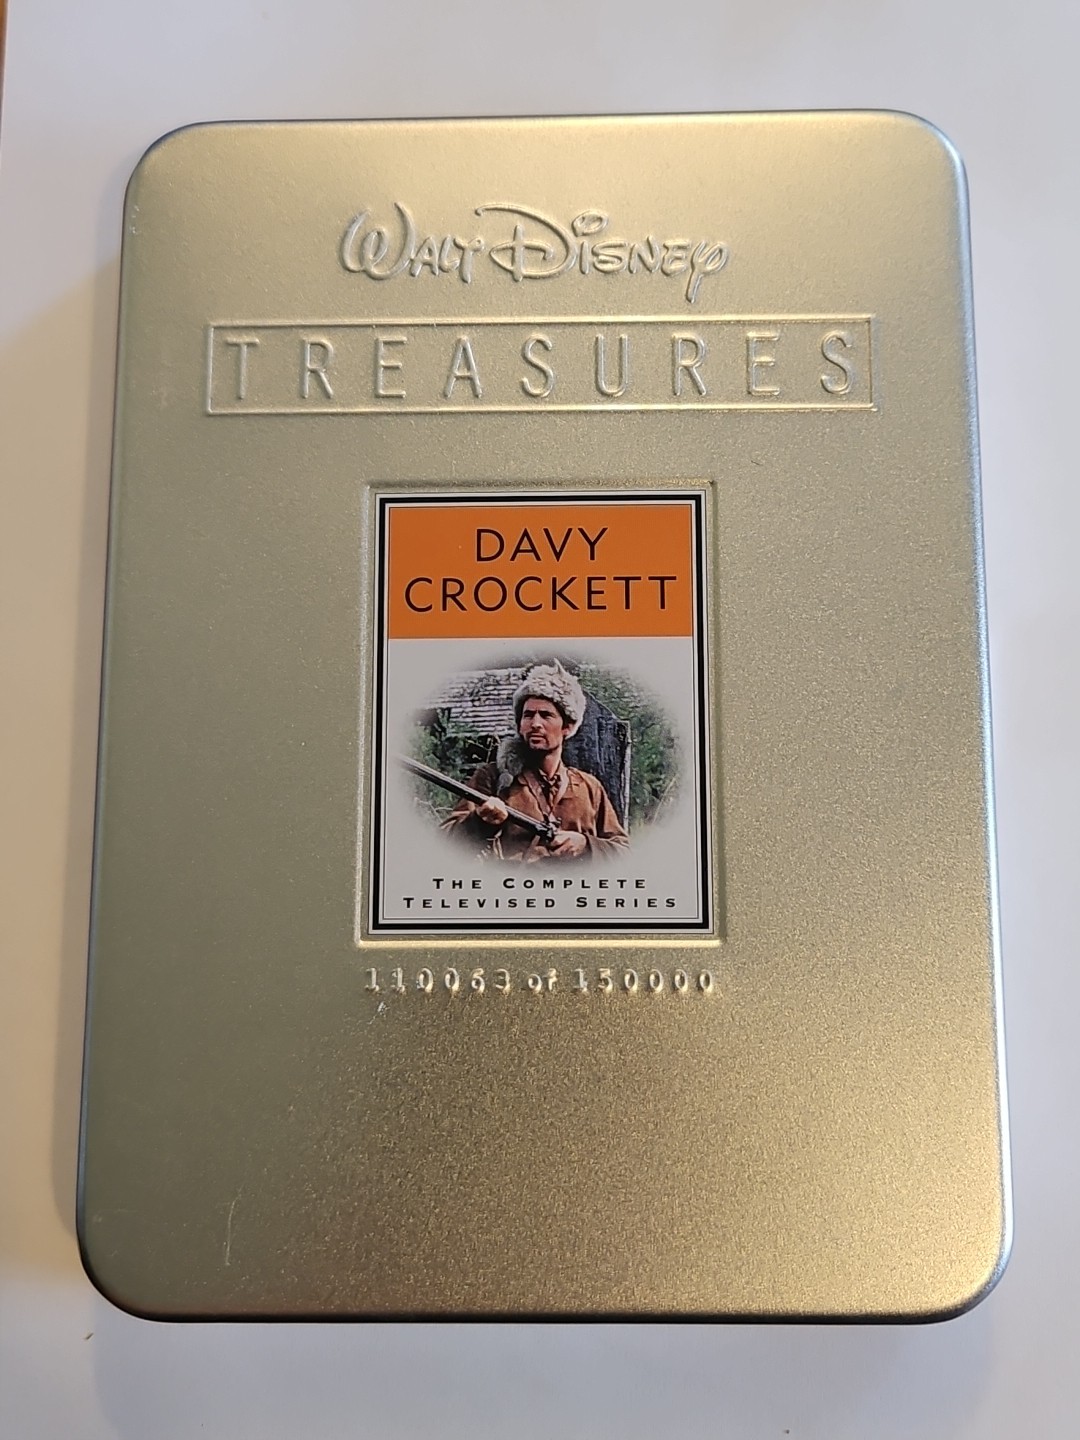 Walt Disney
TREASURES
DAVY
CROCKETT
THE COMPLETE
TELEVISED SERIES
110063 of 150000